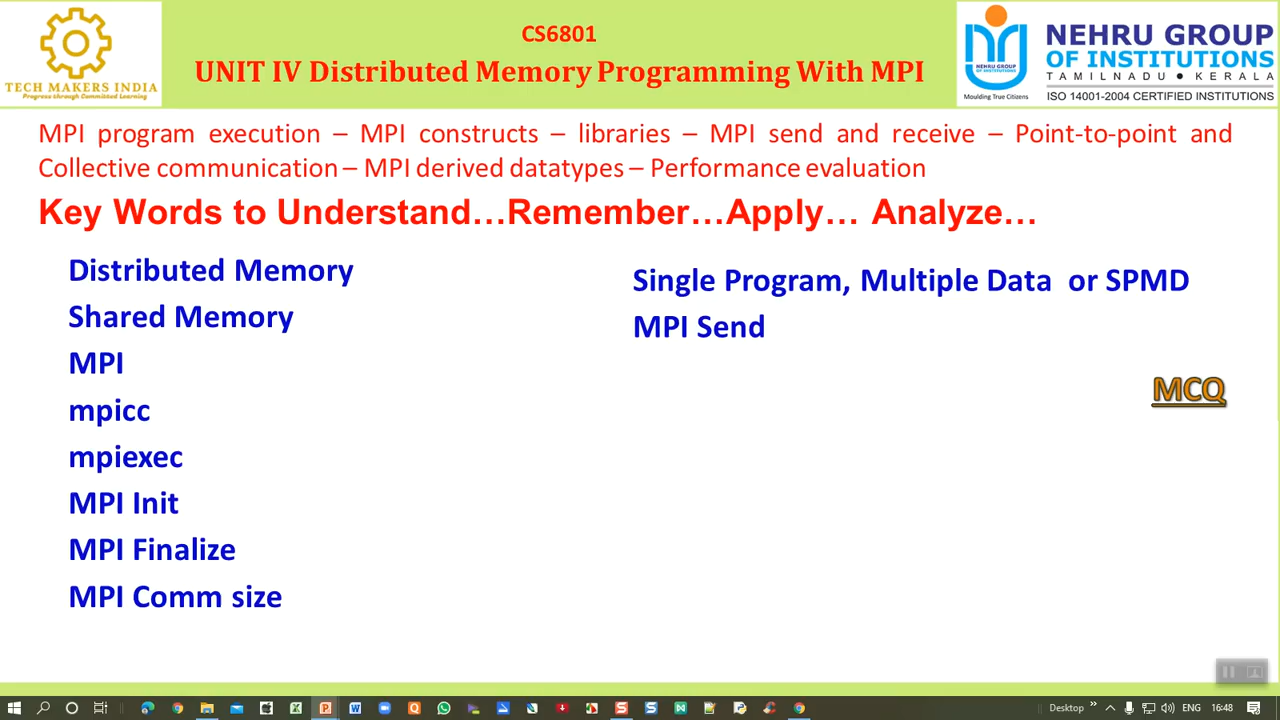 CS6801
UNIT IV Distributed Memory Programming With MPI
TECH MAKERS INDIA
Progress through Committed Learning
NEHRU GROUP OF INSTITUTIONS
Moulding True Citizens
NEHRU GROUP
OF INSTITUTIONS
TAMILNADU • KERALA
ISO 14001-2004 CERTIFIED INSTITUTIONS
MPI program execution – MPI constructs – libraries – MPI send and receive – Point-to-point and
Collective communication – MPI derived datatypes – Performance evaluation
Key Words to Understand…Remember…Apply… Analyze…
Distributed Memory
Shared Memory
MPI
mpicc
mpiexec
MPI Init
MPI Finalize
MPI Comm size
Single Program, Multiple Data or SPMD
MPI Send
MCQ
Desktop
ENG
16:48